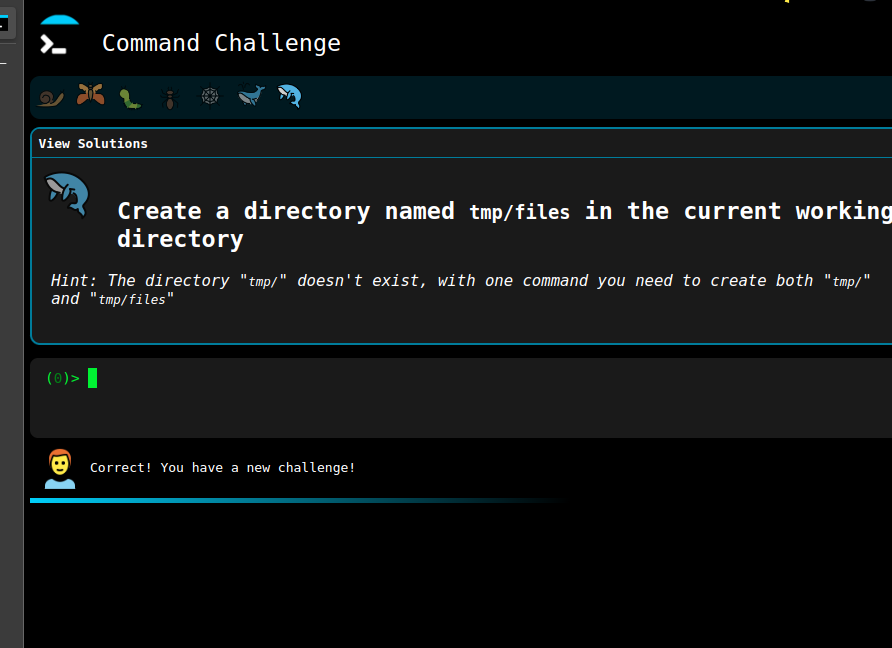 Command Challenge
View Solutions
Create a directory named tmp/files in the current working
directory
Hint: The directory "tmp/" doesn't exist, with one command you need to create both "tmp/"
and "tmp/files"
(0)>
Correct! You have a new challenge!